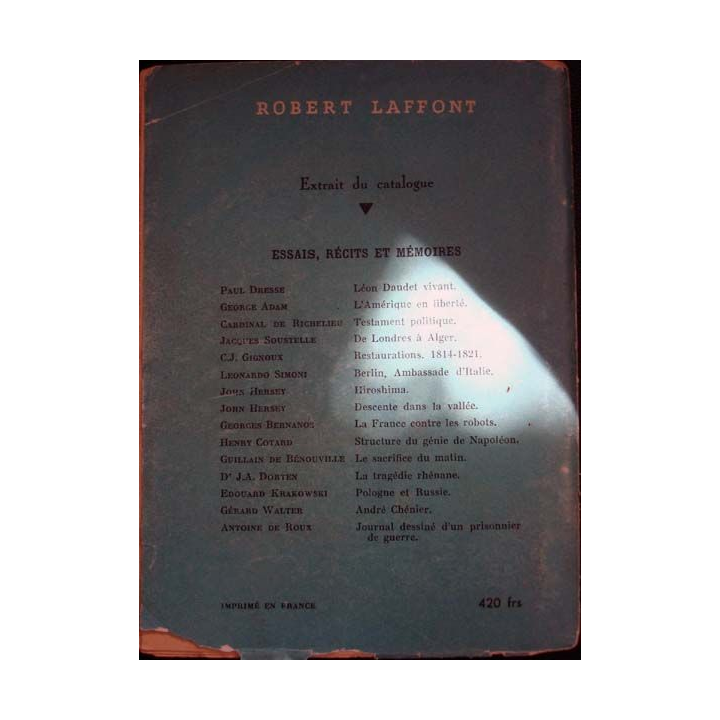 ROBERT LAFFONT
Extrait du catalogue
ESSAIS, RÉCITS ET MÉMOIRES
PAUL DRESSE Léon Daudet vivant.
GEORGE ADAM L'Amérique en liberté.
CARDINAL DE RICHELIEU Testament politique.
JACQUES SOUSTELLE De Londres à Alger.
C.J. GIGNOUX Restaurations. 1814-1821.
LEONARDO SIMONI Berlin, Ambassade d'Italie.
JOHN HERSEY Hiroshima.
JOHN HERSEY Descente dans la vallée.
GEORGES BERNANOS La France contre les robots.
HENRY COTARD Structure du génie de Napoléon.
GUILLAIN DE BÉNOUVILLE Le sacrifice du matin.
Dr J.A. DORTEN La tragédie rhénane.
EDOUARD KRAKOWSKI Pologne et Russie.
GÉRARD WALTER André Chénier.
ANTOINE DE ROUX Journal dessiné d'un prisonnier
de guerre.
IMPRIMÉ EN FRANCE 420 frs